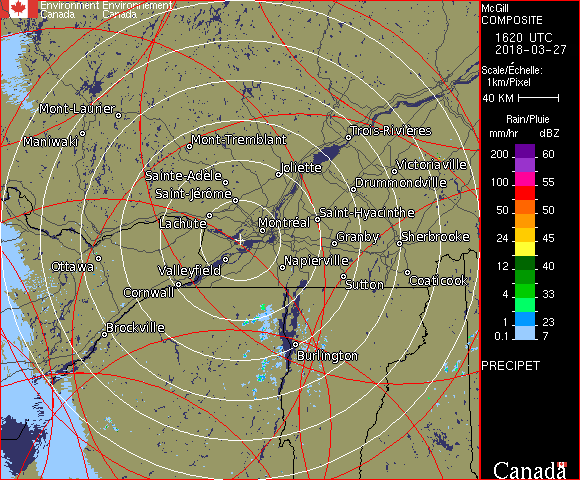 Environment Environnement
Canada Canada
Mont-Laurier
Maniwaki
Mont-Tremblant
Trois-Rivières
Sainte-Adèle
Joliette
Victoriaville
Saint-Jérôme
Drummondville
Lachute
Montréal
Saint-Hyacinthe
Granby
Sherbrooke
Ottawa
Valleyfield
Napierville
Cornwall
Sutton
Coaticook
Brockville
Burlington
McGill
COMPOSITE
1620 UTC
2018-03-27
Scale/Échelle:
1km/Pixel
40 KM
Rain/Pluie
mm/hr dBZ
200 60
150 57
100 55
50 50
24 45
12 40
4 33
1 23
0.1 7
PRECIPET
Canada